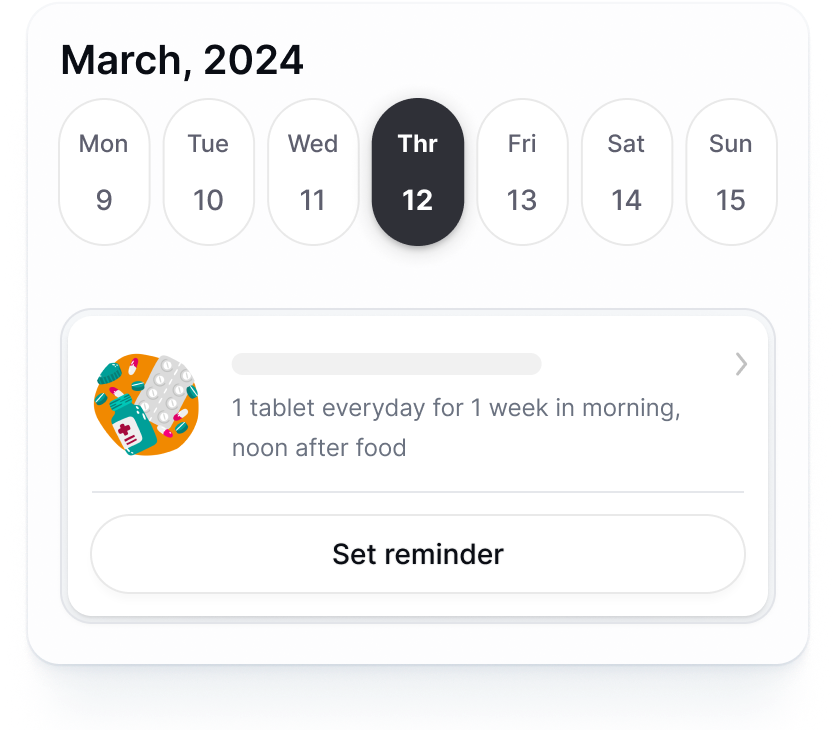 March, 2024
Mon Tue Wed Thr Fri Sat Sun
9 10 11 12 13 14 15
1 tablet everyday for 1 week in morning,
noon after food
Set reminder